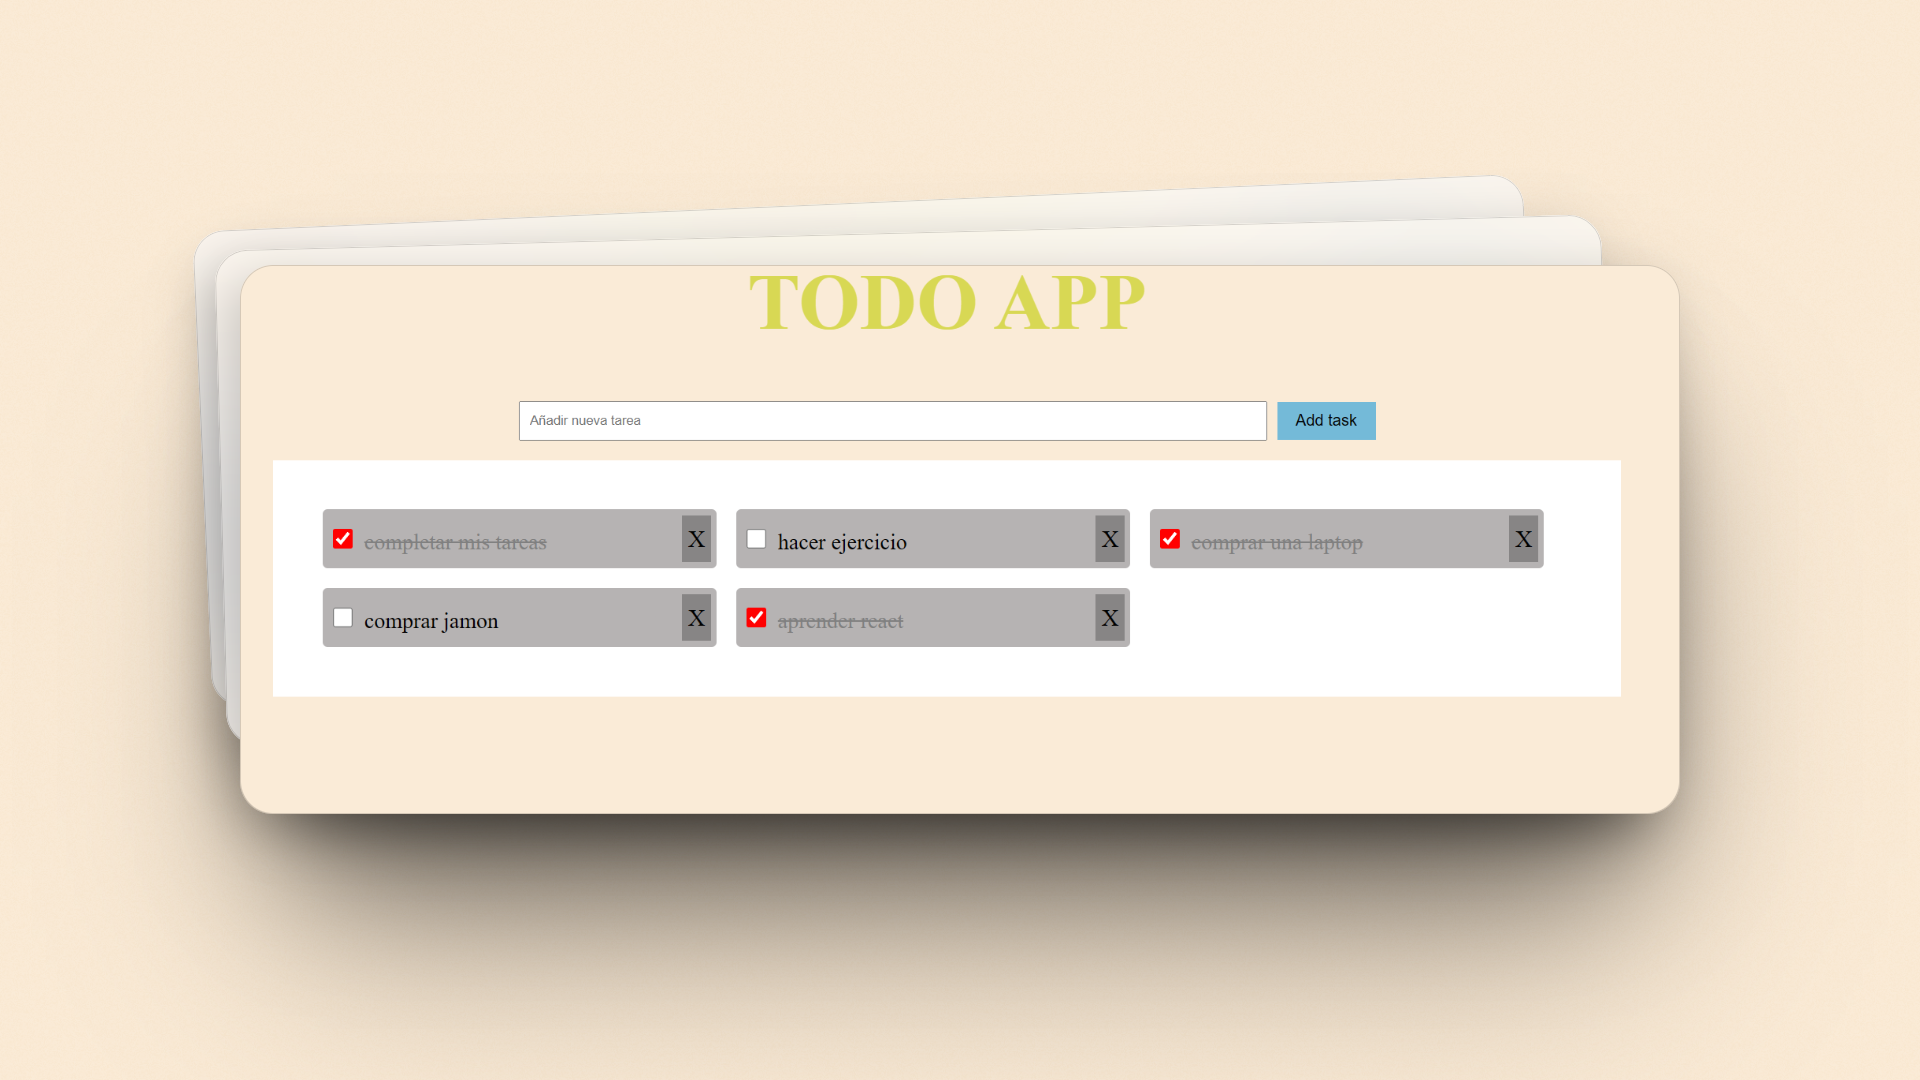 TODO APP
Añadir nueva tarea Add task
completar mis tareas X hacer ejercicio X comprar una laptop X
comprar jamon X aprender react X